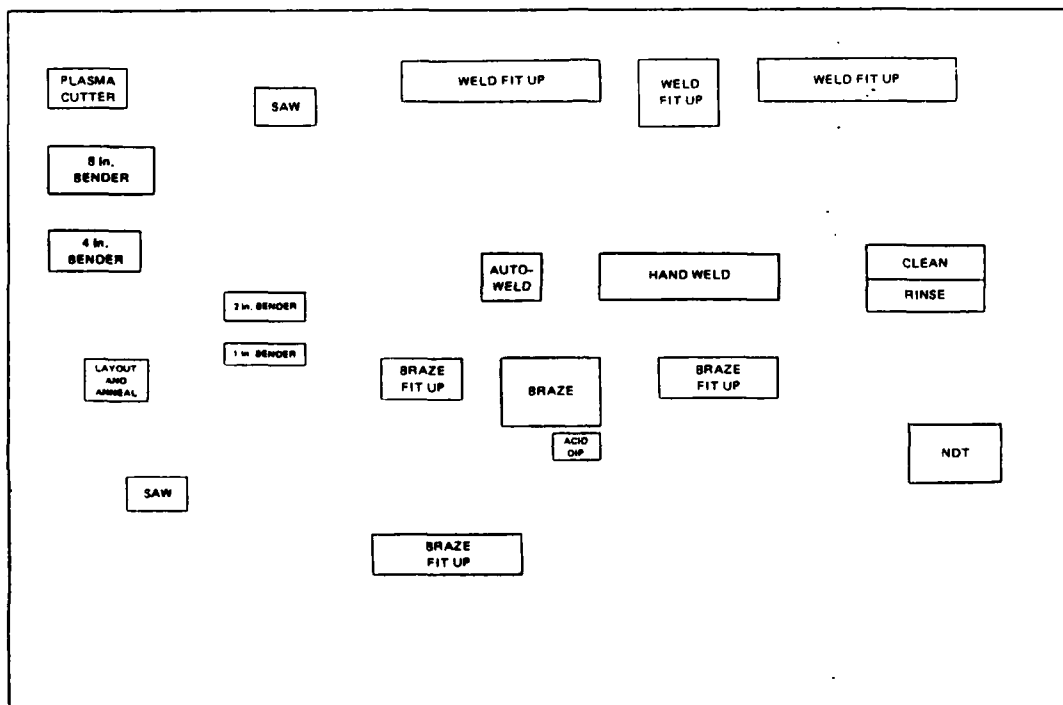 PLASMA
CUTTER
SAW
WELD FIT UP
WELD
FIT UP
WELD FIT UP
8 In.
BENDER
4 In.
BENDER
AUTO-
WELD
HAND WELD
CLEAN
RINSE
2 In. BENDER
1 In. BENDER
LAYOUT
AND
ANNEAL
BRAZE
FIT UP
BRAZE
BRAZE
FIT UP
ACID
DIP
NDT
SAW
BRAZE
FIT UP